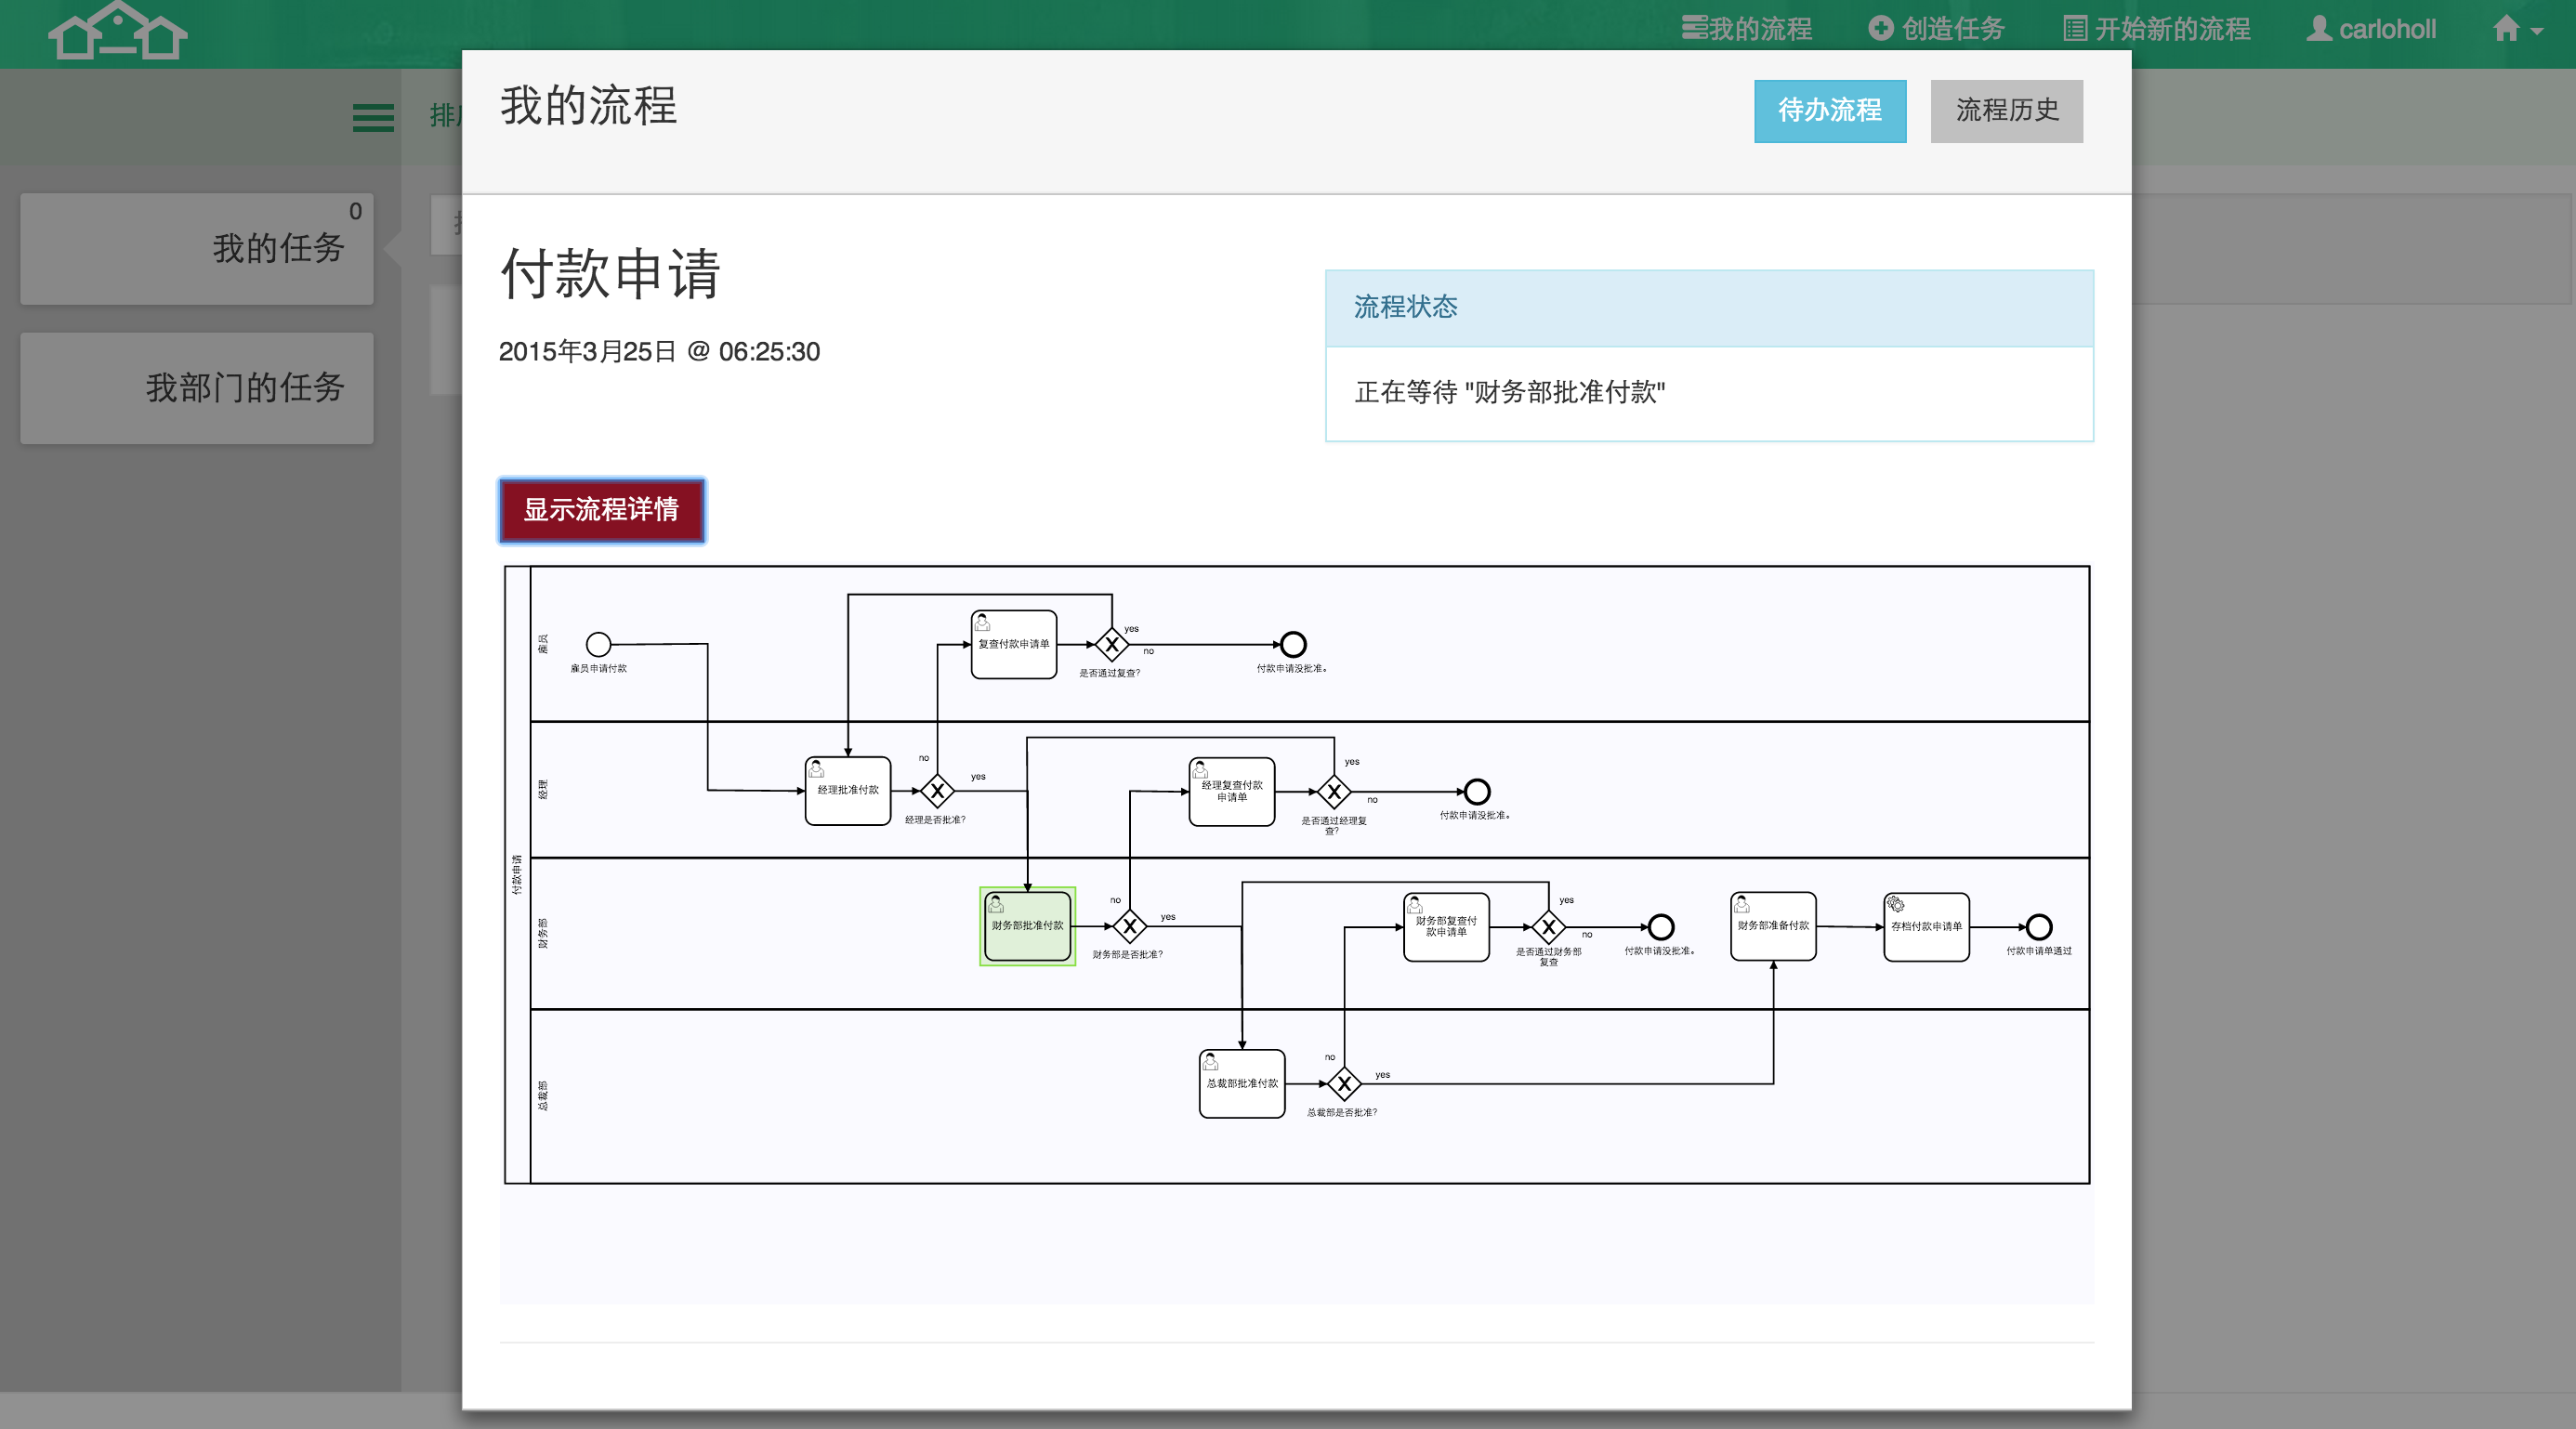 我的流程
创造任务
开始新的流程
carloholl
排
0
我的任务
我部门的任务
我的流程
待办流程
流程历史
付款申请
2015年3月25日 @ 06:25:30
流程状态
正在等待 "财务部批准付款"
显示流程详情
付款申请
雇员
雇员申请付款
复查付款申请单
是否通过复查?
yes
no
付款申请没批准。
经理
经理批准付款
经理是否批准?
no
yes
经理复查付款
申请单
是否通过经理复
查?
yes
no
付款申请没批准。
财务部
财务部批准付款
财务部是否批准?
no
yes
财务部复查付
款申请单
是否通过财务部
复查
yes
no
付款申请没批准。
财务部准备付款
存档付款申请单
付款申请单通过
总裁部
总裁部批准付款
总裁部是否批准?
no
yes